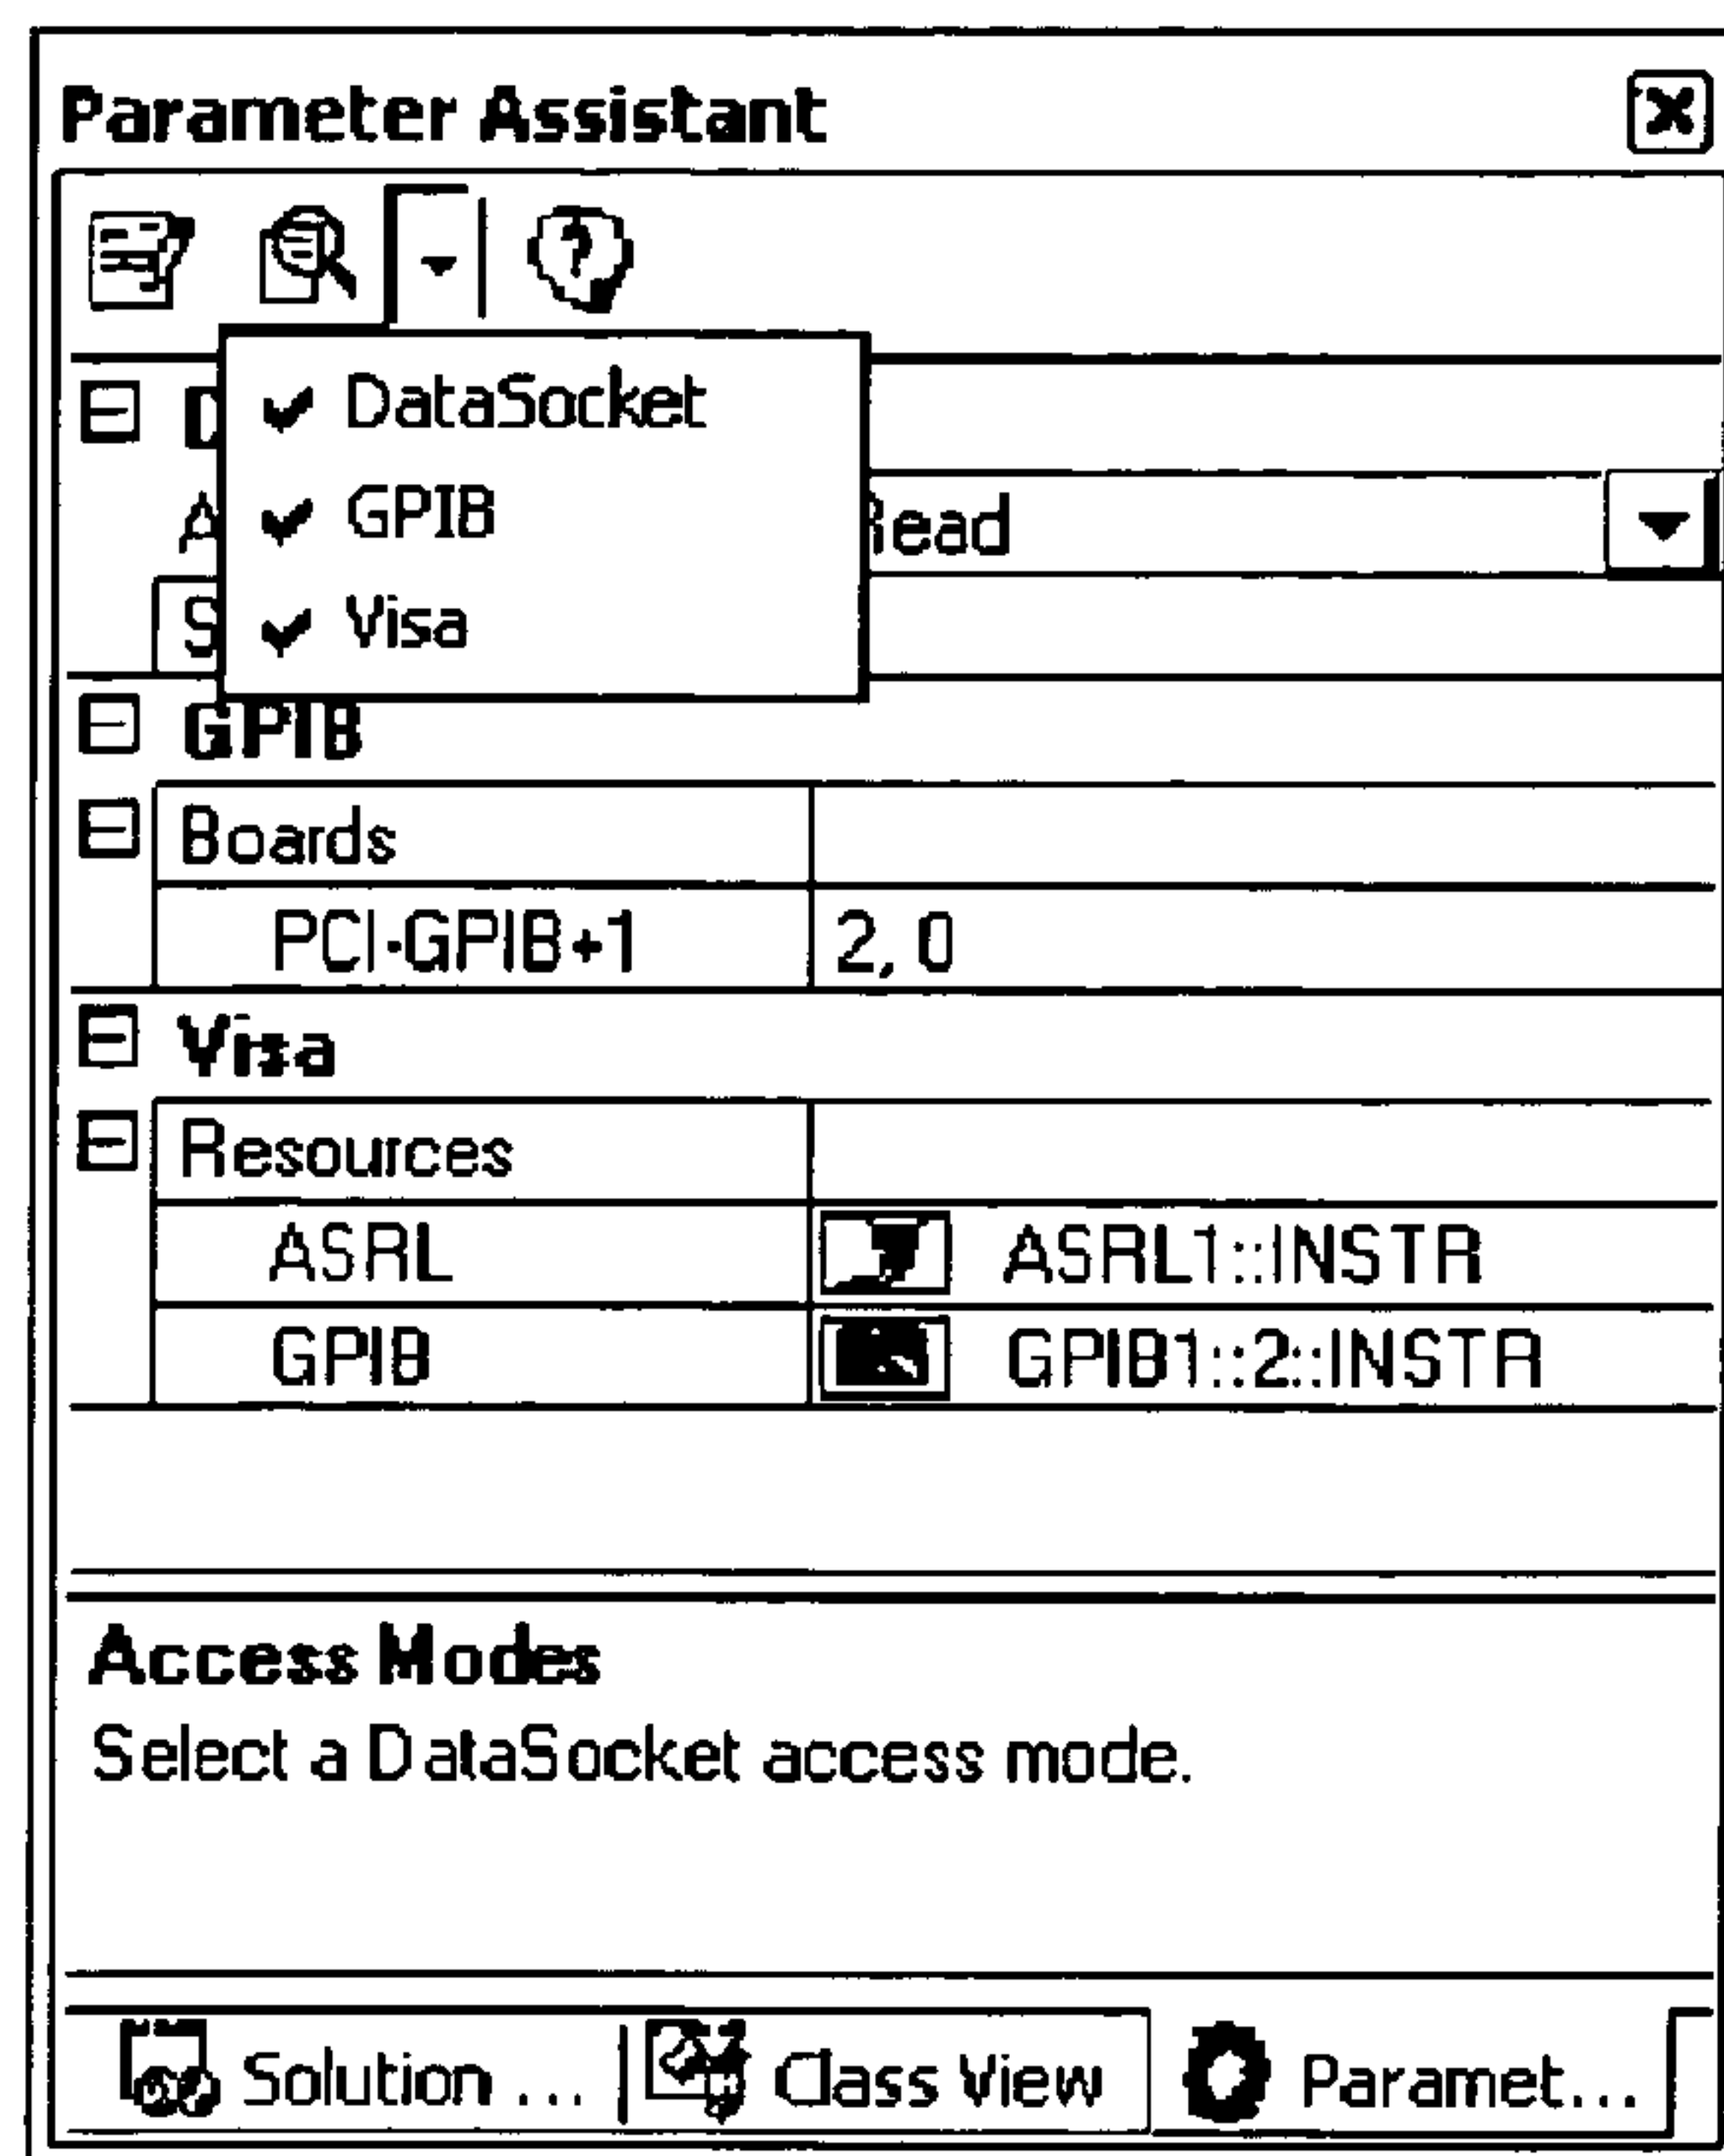 Parameter Assistant
DataSocket
GPIB
Read
Visa
GPIB
Boards
PCI-GPIB+1 2, 0
Visa
Resources
ASRL ASRL1::INSTR
GPIB GPIB1::2::INSTR
Access Modes
Select a DataSocket access mode.
Solution ... Class View Paramet...